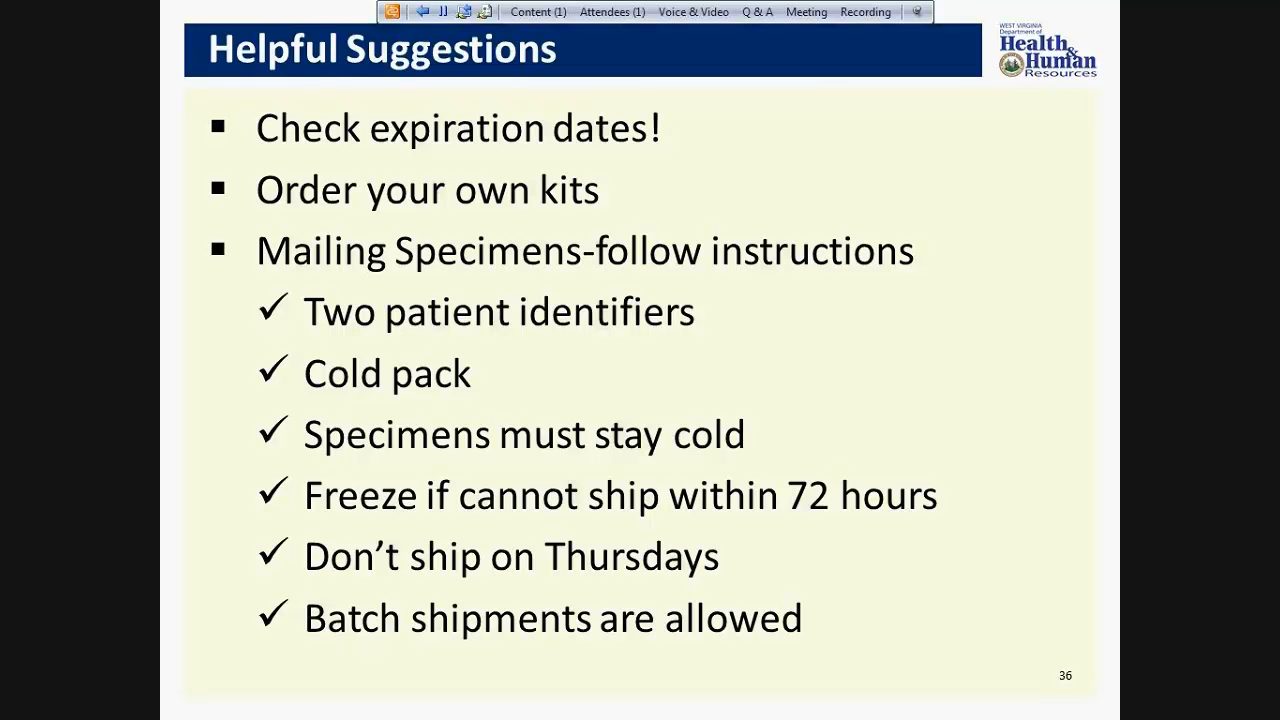 Content (1) Attendees (1) Voice & Video Q & A Meeting Recording
Helpful Suggestions
WEST VIRGINIA
Department of
Health
&
Human
Resources
▪ Check expiration dates!
▪ Order your own kits
▪ Mailing Specimens-follow instructions
✓ Two patient identifiers
✓ Cold pack
✓ Specimens must stay cold
✓ Freeze if cannot ship within 72 hours
✓ Don’t ship on Thursdays
✓ Batch shipments are allowed
36